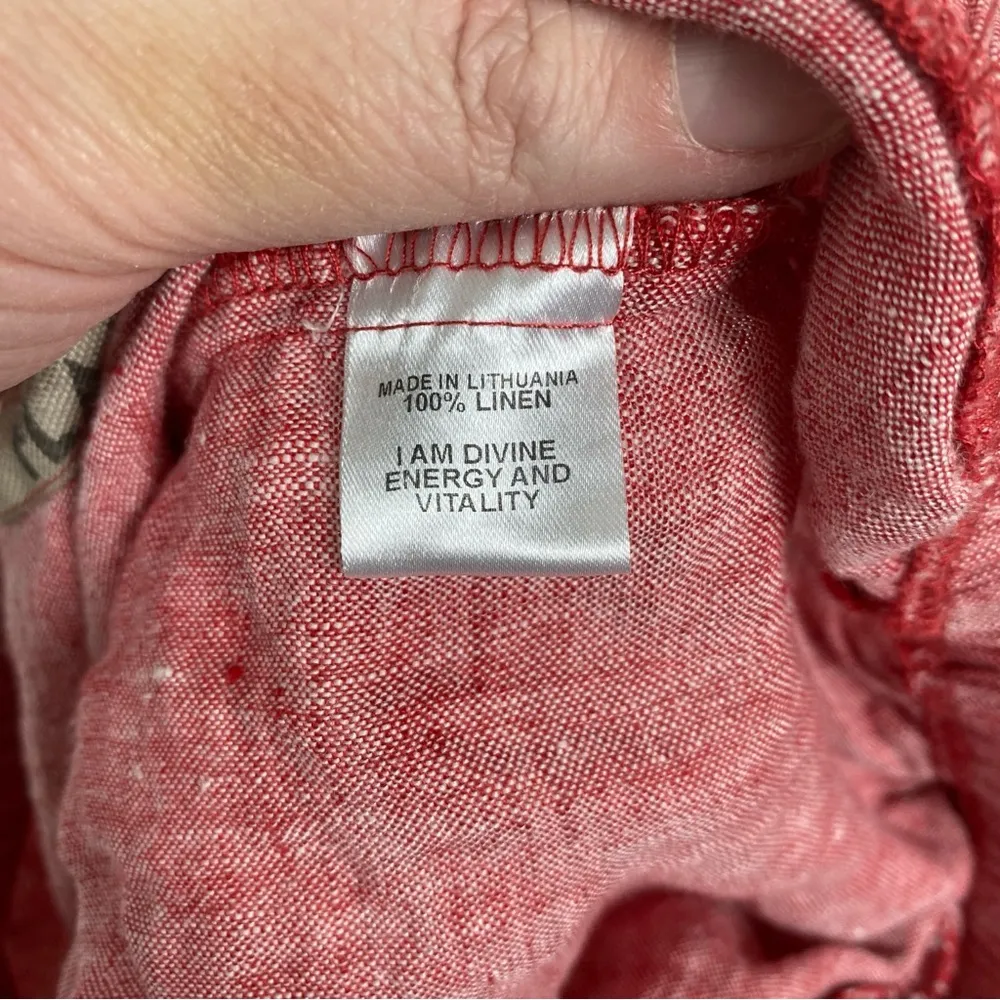 MADE IN LITHUANIA
100% LINEN
I AM DIVINE
ENERGY AND
VITALITY